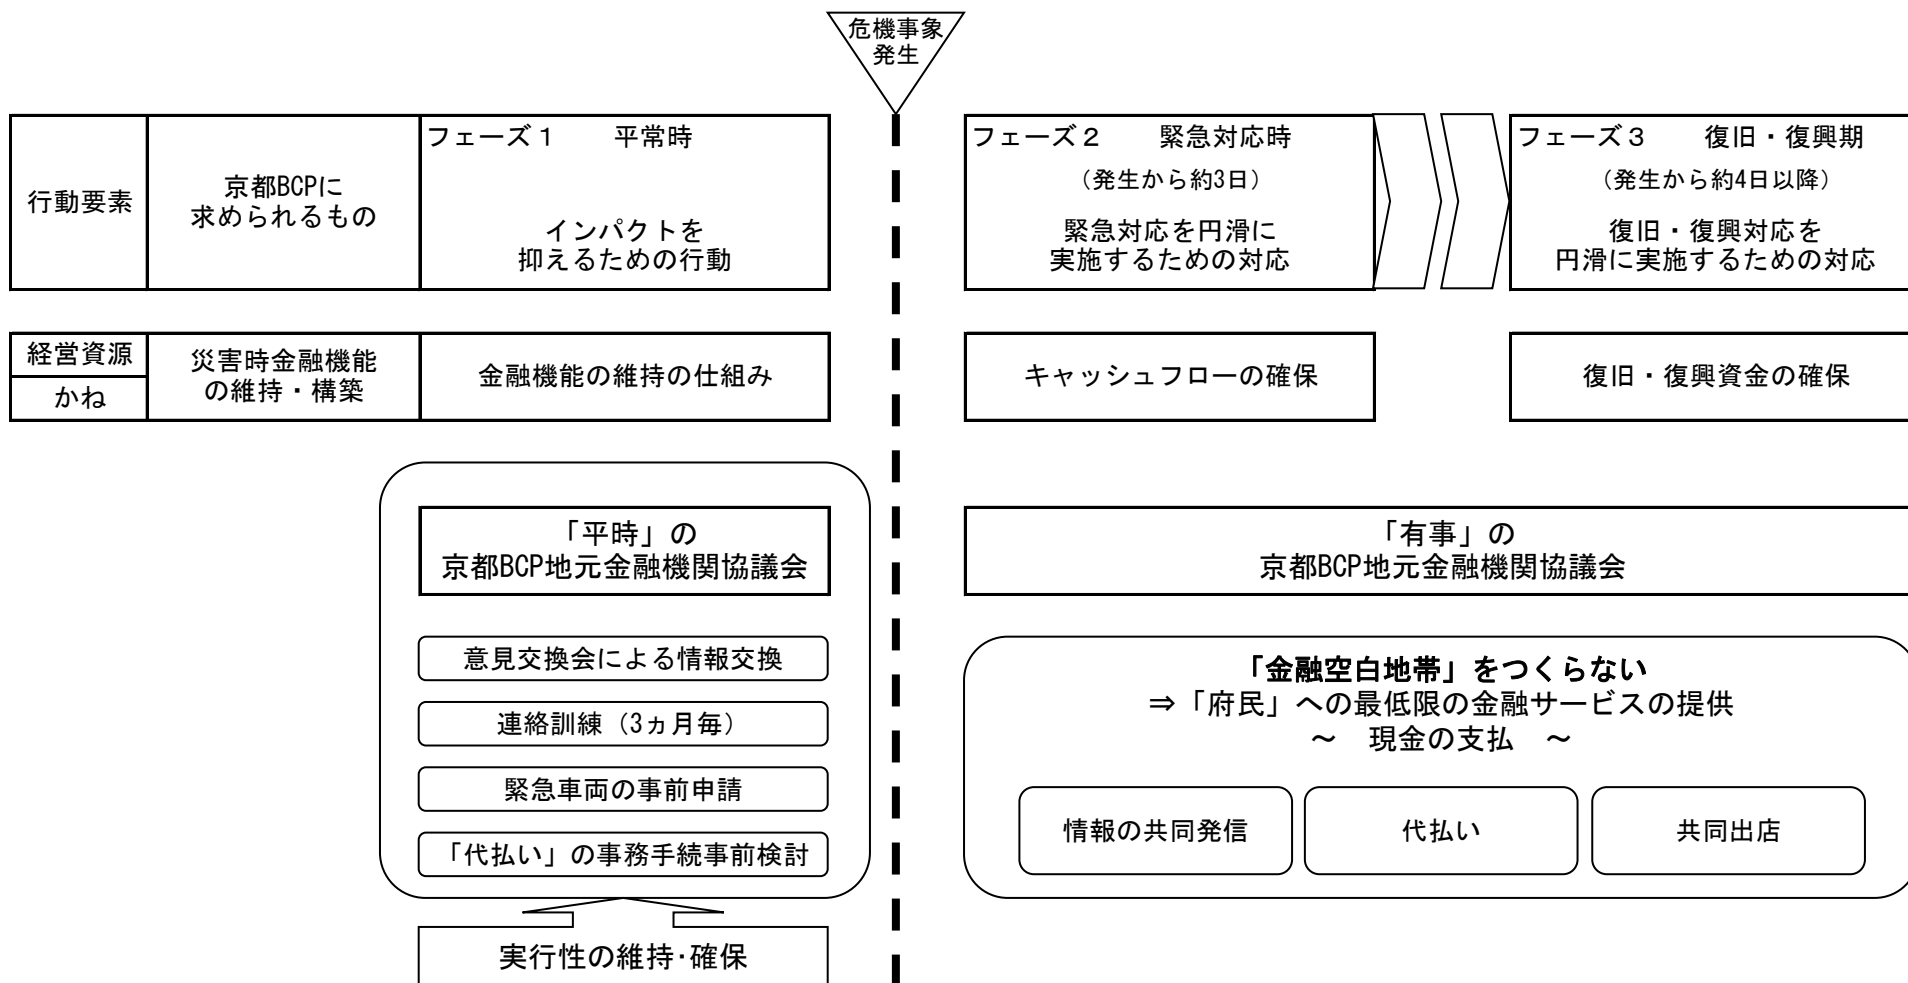 危機事象
発生
行動要素
京都BCPに
求められるもの
フェーズ1　　平常時
インパクトを
抑えるための行動
フェーズ2　　緊急対応時
（発生から約3日）
緊急対応を円滑に
実施するための対応
フェーズ3　　復旧・復興期
（発生から約4日以降）
復旧・復興対応を
円滑に実施するための対応
経営資源
かね
災害時金融機能
の維持・構築
金融機能の維持の仕組み
キャッシュフローの確保
復旧・復興資金の確保
「平時」の
京都BCP地元金融機関協議会
意見交換会による情報交換
連絡訓練（3ヵ月毎）
緊急車両の事前申請
「代払い」の事務手続事前検討
実行性の維持･確保
「有事」の
京都BCP地元金融機関協議会
「金融空白地帯」をつくらない
⇒「府民」への最低限の金融サービスの提供
～　現金の支払　～
情報の共同発信
代払い
共同出店